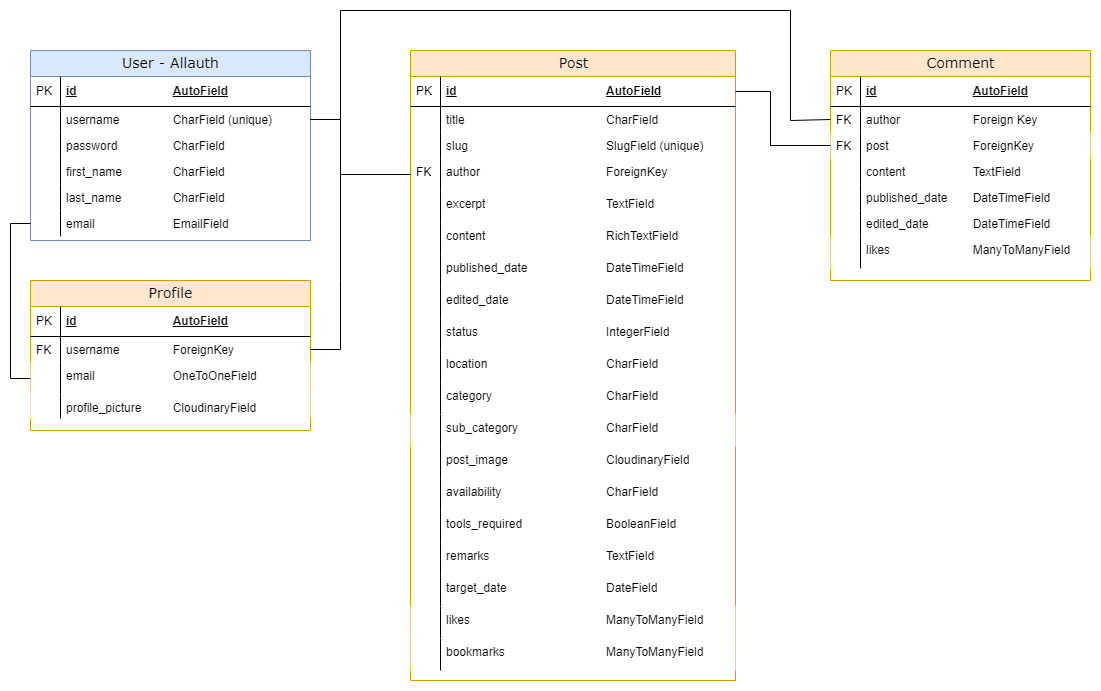 User - Allauth
PK id AutoField
username CharField (unique)
password CharField
first_name CharField
last_name CharField
email EmailField
Profile
PK id AutoField
FK username ForeignKey
email OneToOneField
profile_picture CloudinaryField
Post
PK id AutoField
title CharField
slug SlugField (unique)
FK author ForeignKey
excerpt TextField
content RichTextField
published_date DateTimeField
edited_date DateTimeField
status IntegerField
location CharField
category CharField
sub_category CharField
post_image CloudinaryField
availability CharField
tools_required BooleanField
remarks TextField
target_date DateField
likes ManyToManyField
bookmarks ManyToManyField
Comment
PK id AutoField
FK author Foreign Key
FK post ForeignKey
content TextField
published_date DateTimeField
edited_date DateTimeField
likes ManyToManyField